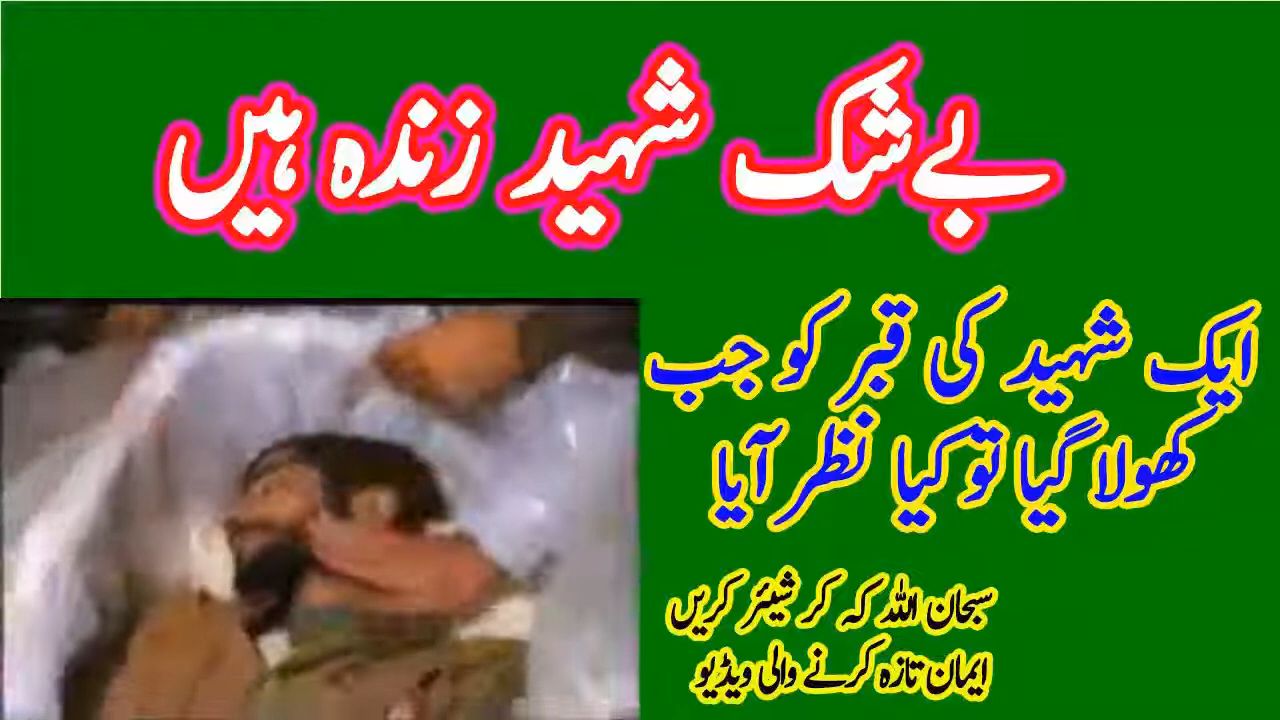 بے شک شہید زندہ ہیں
ایک شہید کی قبر کو جب
کھولا گیا تو کیا نظر آیا
سبحان اللہ کہ کر شیئر کریں
ایمان تازہ کرنے والی ویڈیو